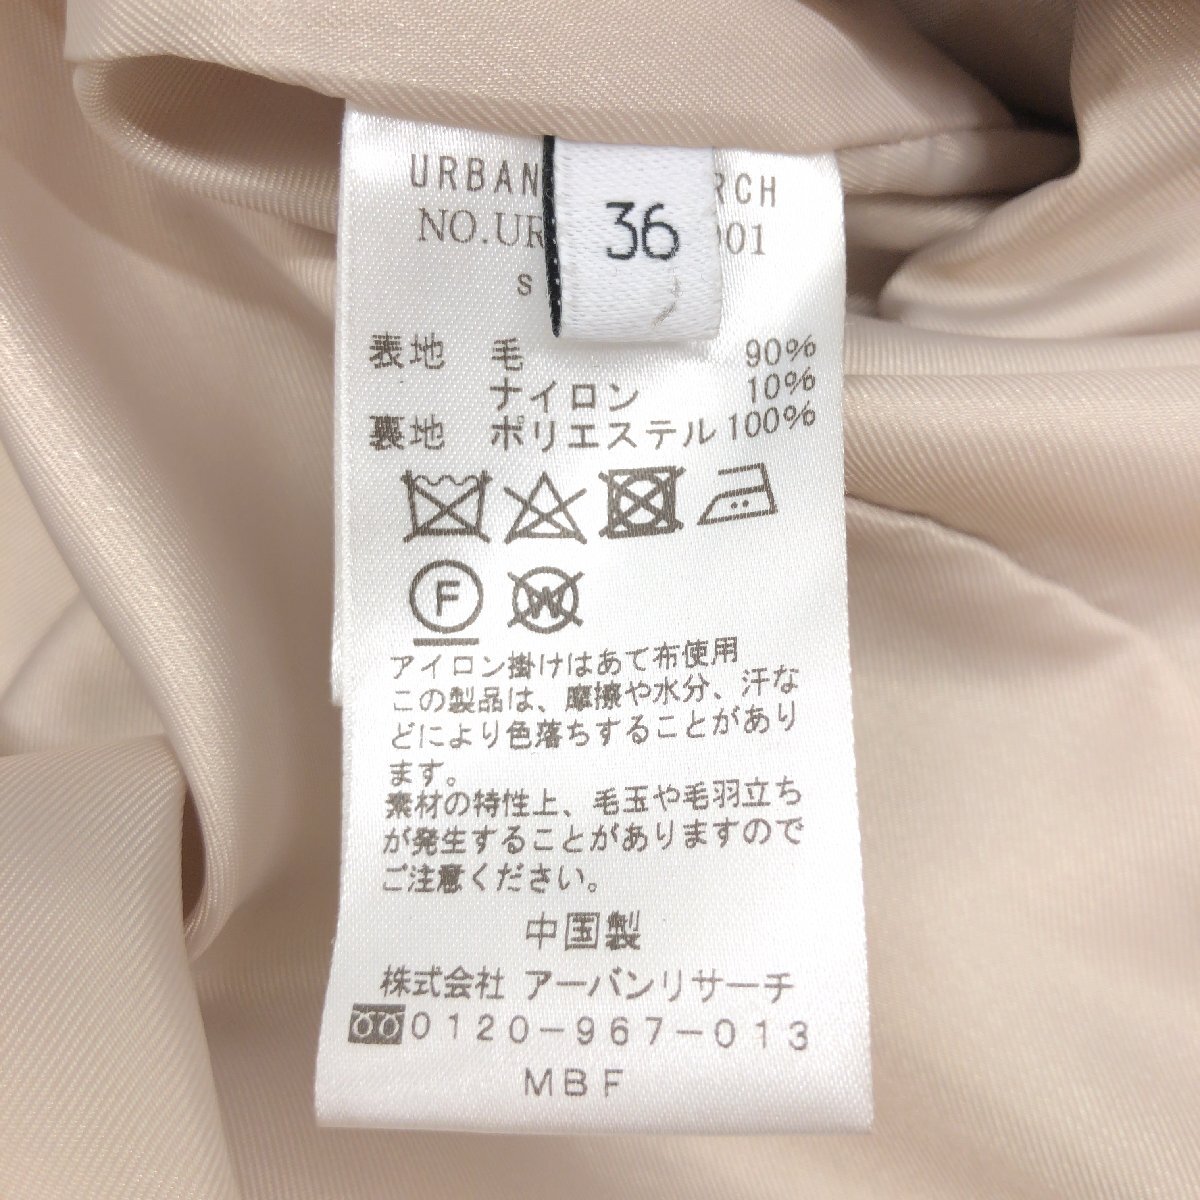 URBAN RCH
NO.UR 001
36
S
表地 毛 90%
ナイロン 10%
裏地 ポリエステル 100%
F W
アイロン掛けはあて布使用
この製品は、摩擦や水分、汗な
どにより色落ちすることがあり
ます。
素材の特性上、毛玉や毛羽立ち
が発生することがありますので
ご注意ください。
中国製
株式会社 アーバンリサーチ
0120-967-013
MBF